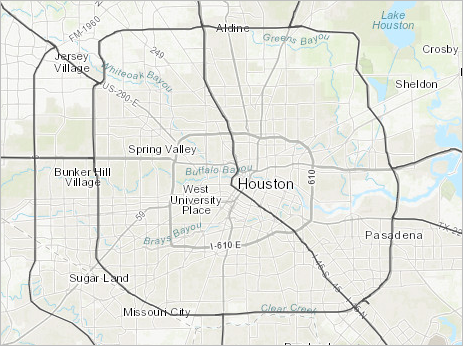 Lake
Houston
FM-1960
Aldine
Greens Bayou
Crosby
Jersey
Village
249
Whiteoak Bayou
Sheldon
US-290-E
Spring Valley
Buffalo Bayou
Bunker Hill
Village
West
University
Place
Houston
610
59
Brays Bayou
I-610 E
Pasadena
Sugar Land
I-45 S
45
N
Missouri City
Clear Creek